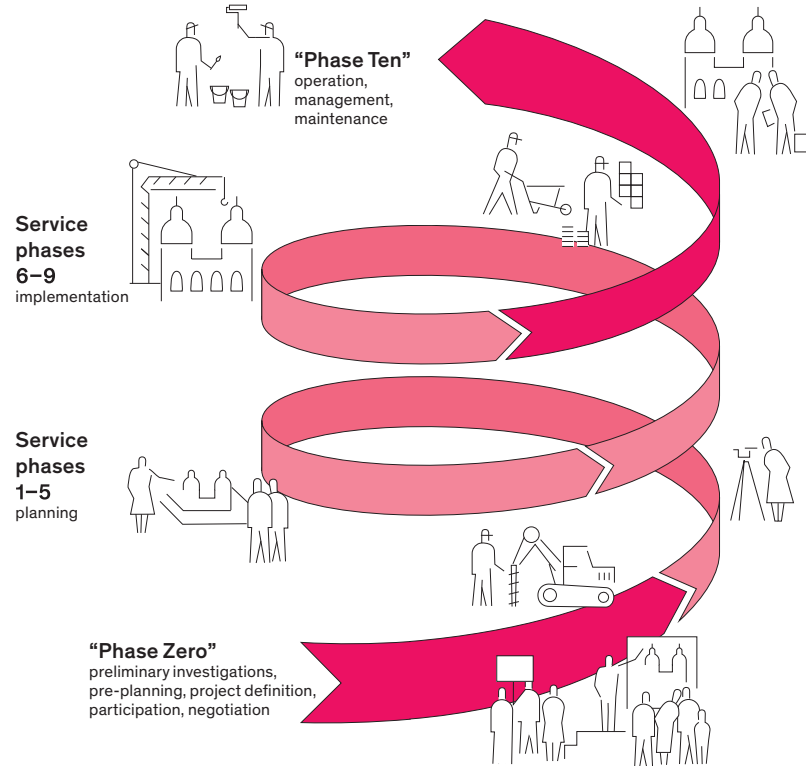 “Phase Ten”
operation,
management,
maintenance
Service
phases
6–9
implementation
Service
phases
1–5
planning
“Phase Zero”
preliminary investigations,
pre-planning, project definition,
participation, negotiation